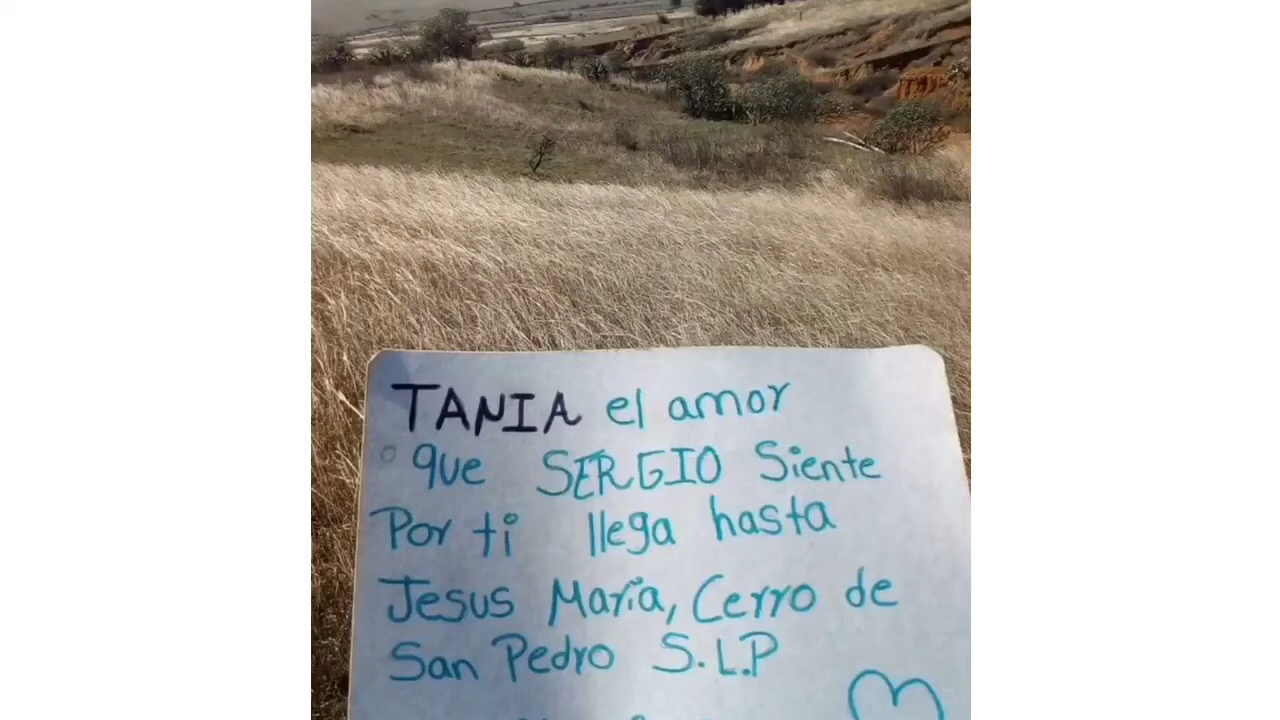 TANIA el amor
que SERGIO Siente
Por ti llega hasta
Jesus María, Cerro de
San Pedro S.L.P